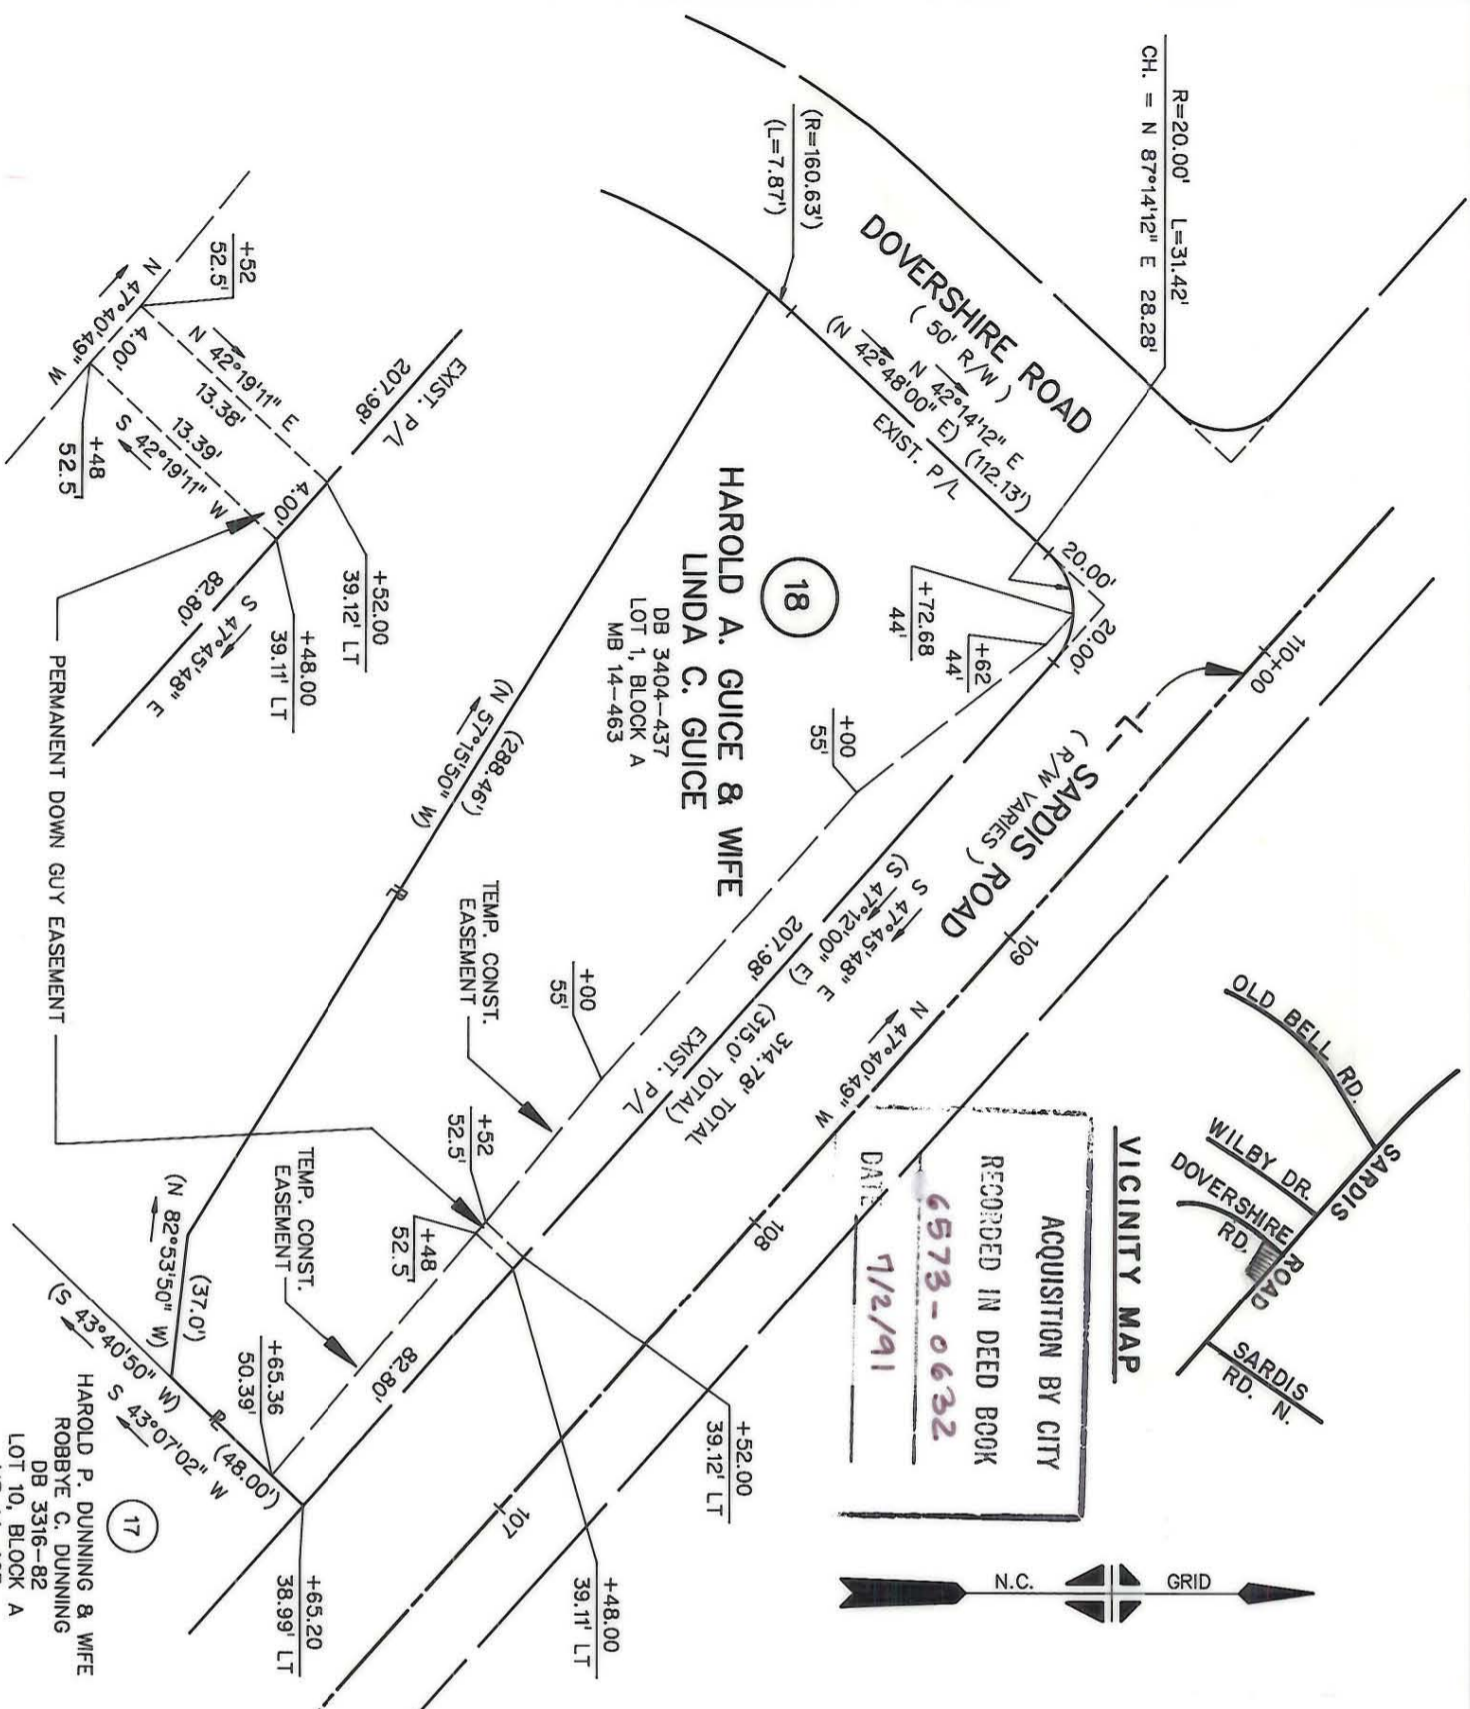 R=20.00' L=31.42'
CH. = N 87°14'12" E 28.28'
(R=160.63')
(L=7.87')
DOVERSHIRE ROAD
( 50' R/W )
N 42°14'12" E
(N 42°48'00" E) (112.13')
EXIST. P/L
20.00'
20.00'
+72.68
44'
+62
44'
+00
55'
110+00
-L- SARDIS ROAD
( R/W VARIES )
109
N 47°40'49" W
108
107
S 47°45'48" E
(S 47°12'00" E)
207.98'
314.78' TOTAL
(315.0' TOTAL)
EXIST. P/L
18
HAROLD A. GUICE & WIFE
LINDA C. GUICE
DB 3404-437
LOT 1, BLOCK A
MB 14-463
(288.46')
(N 57°15'50" W)
PL
TEMP. CONST.
EASEMENT
+00
55'
+52
52.5'
+48
52.5'
TEMP. CONST.
EASEMENT
82.80'
+65.36
50.39'
(37.0')
(N 82°53'50" W)
(S 43°40'50" W)
S 43°07'02" W
PL
(48.00')
+52.00
39.12' LT
+48.00
39.11' LT
+65.20
38.99' LT
17
HAROLD P. DUNNING & WIFE
ROBBYE C. DUNNING
DB 3316-82
LOT 10, BLOCK A
+52
52.5'
N 47°40'49" W
4.00'
N 42°19'11" E
13.38'
13.39'
S 42°19'11" W
+48
52.5'
EXIST. P/L
207.98'
4.00'
+52.00
39.12' LT
+48.00
39.11' LT
82.80'
S 47°45'48" E
PERMANENT DOWN GUY EASEMENT
OLD BELL RD.
WILBY DR.
DOVERSHIRE
RD.
SARDIS
ROAD
SARDIS
RD. N.
VICINITY MAP
ACQUISITION BY CITY
RECORDED IN DEED BOOK
6573-0632
DATE 7/2/91
N.C. GRID